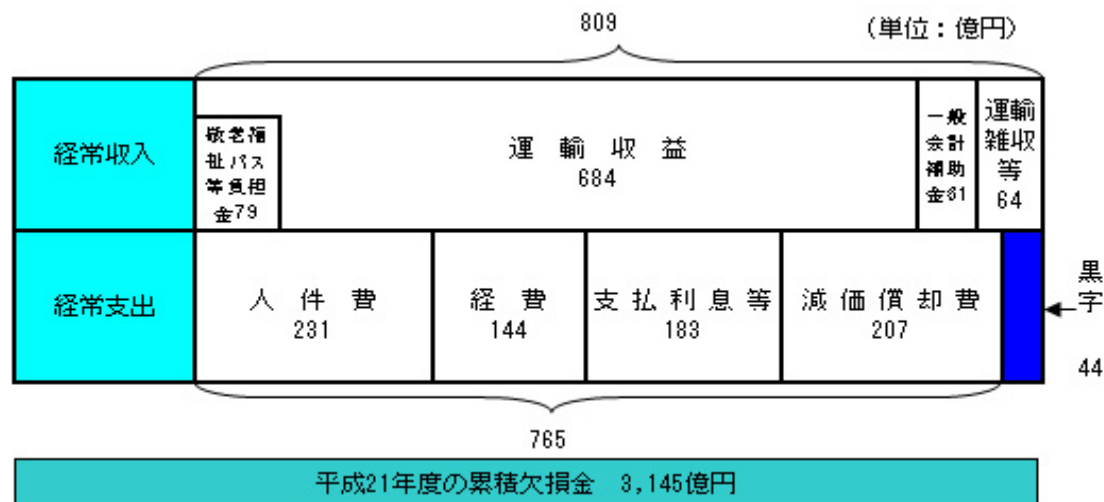 809
（単位：億円）
経常収入
敬老福
祉パス
等負担
金79
運輸収益
684
一般
会計
補助
金61
運輸
雑収
等
64
経常支出
人件費
231
経費
144
支払利息等
183
減価償却費
207
黒
字
44
765
平成21年度の累積欠損金　3,145億円